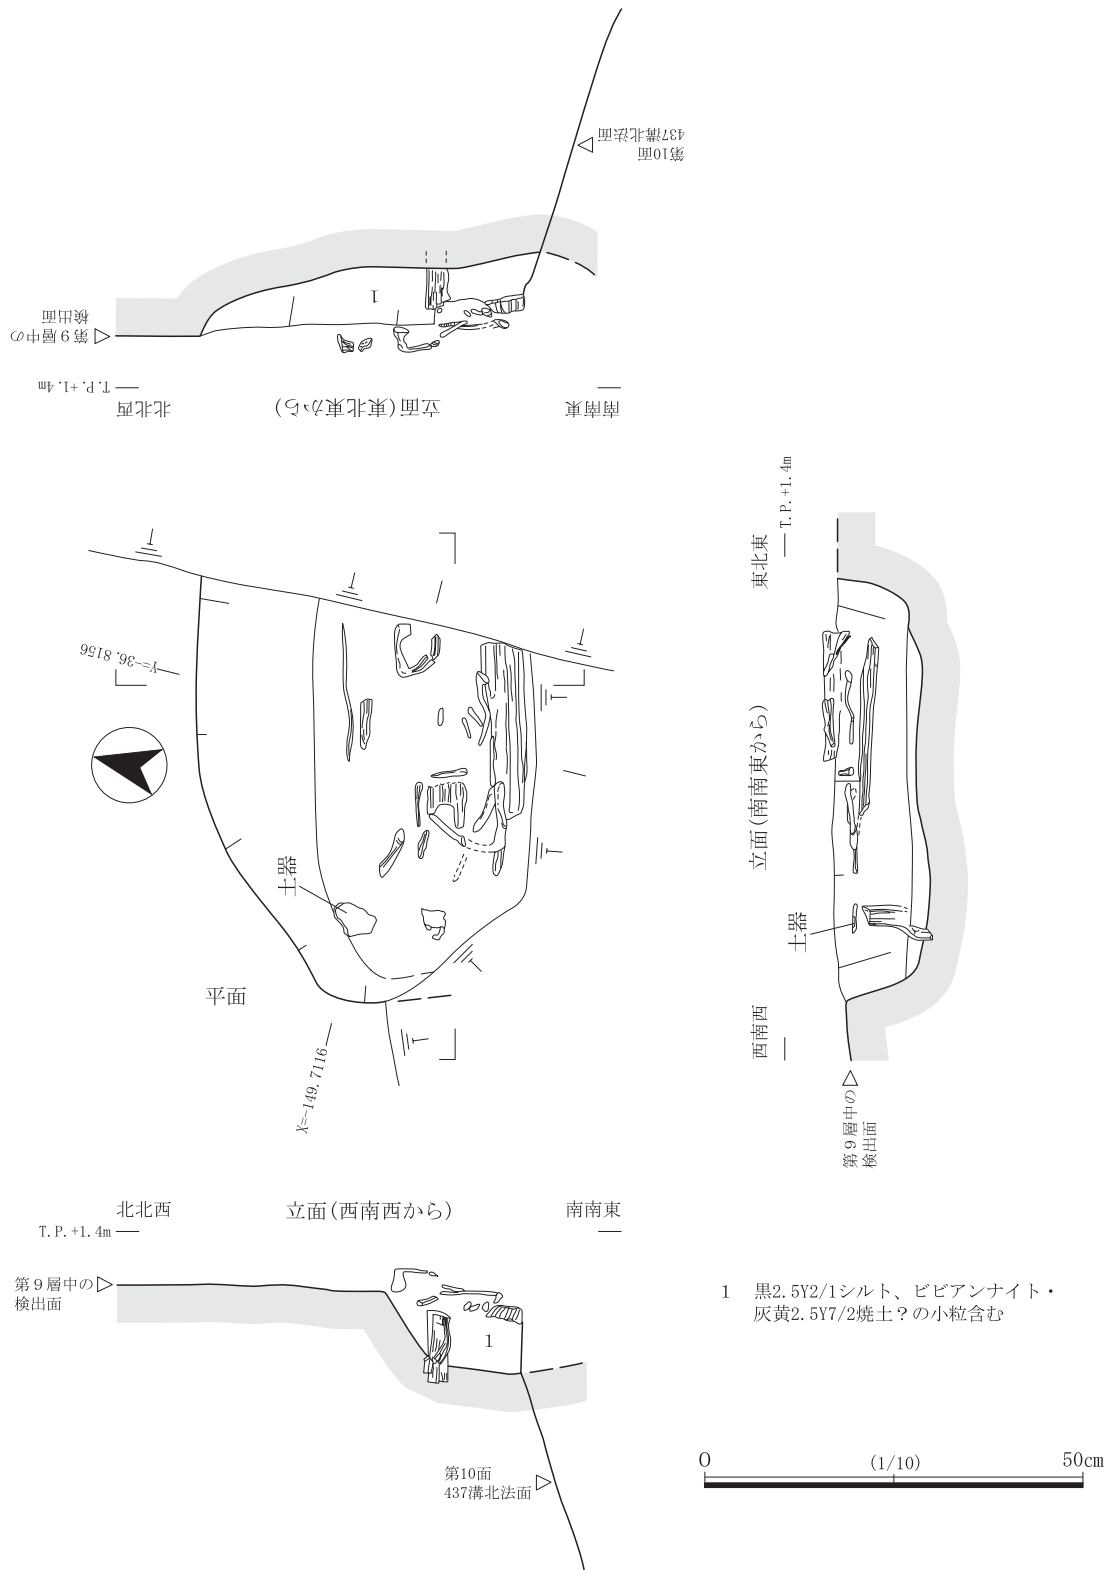 第10面
437溝北法面
1
第９層中の
検出面
T.P.+1.4m
南南東
立面(東北東から)
北北西
T.P.+1.4m
東北東
立面(南南東から)
土器
西南西
第９層中の
検出面
Y=-36.8156
土器
平面
X=-149.7116
北北西
立面(西南西から)
南南東
T.P.+1.4m
第９層中の
検出面
1
第10面
437溝北法面
1 黒2.5Y2/1シルト、ビビアンナイト・
灰黄2.5Y7/2焼土？の小粒含む
0 (1/10) 50cm